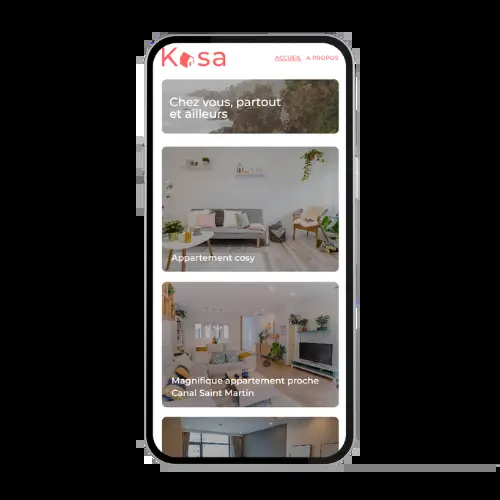 Kasa
ACCUEIL A PROPOS
Chez vous, partout
et ailleurs
Appartement cosy
Magnifique appartement proche
Canal Saint Martin